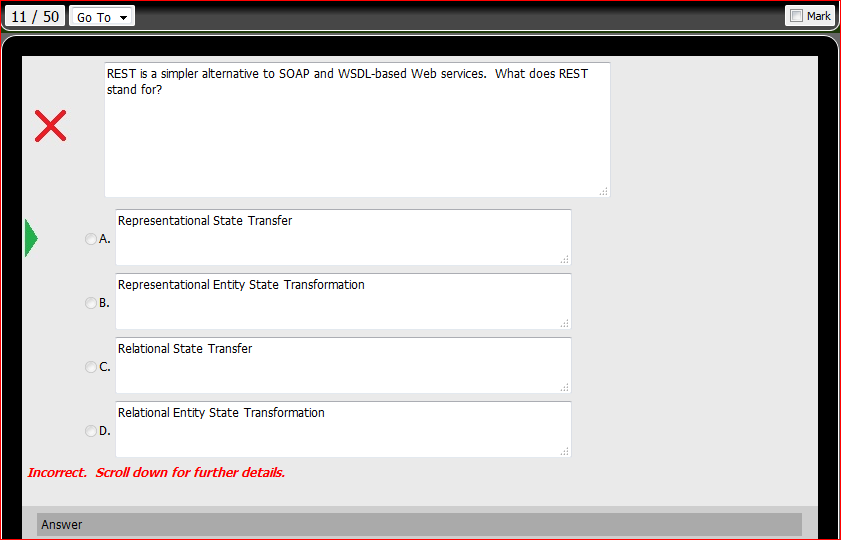 11 / 50 Go To Mark
REST is a simpler alternative to SOAP and WSDL-based Web services.  What does REST
stand for?
A. Representational State Transfer
B. Representational Entity State Transformation
C. Relational State Transfer
D. Relational Entity State Transformation
Incorrect.  Scroll down for further details.
Answer